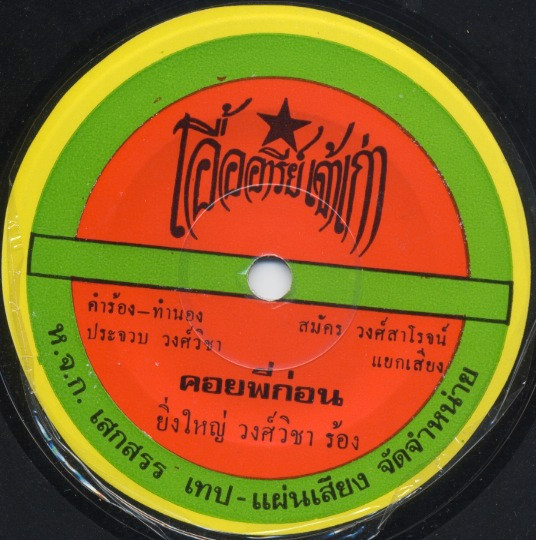 อื้ออารีย์เจ้าเก่า
คำร้อง–ทำนอง
ประจวบ วงศ์วิชา
สมัคร วงศ์สาโรจน์
แยกเสียง
คอยพี่ก่อน
ยิ่งใหญ่ วงศ์วิชา ร้อง
ห.จ.ก. เสกสรร เทป-แผ่นเสียง จัดจำหน่าย